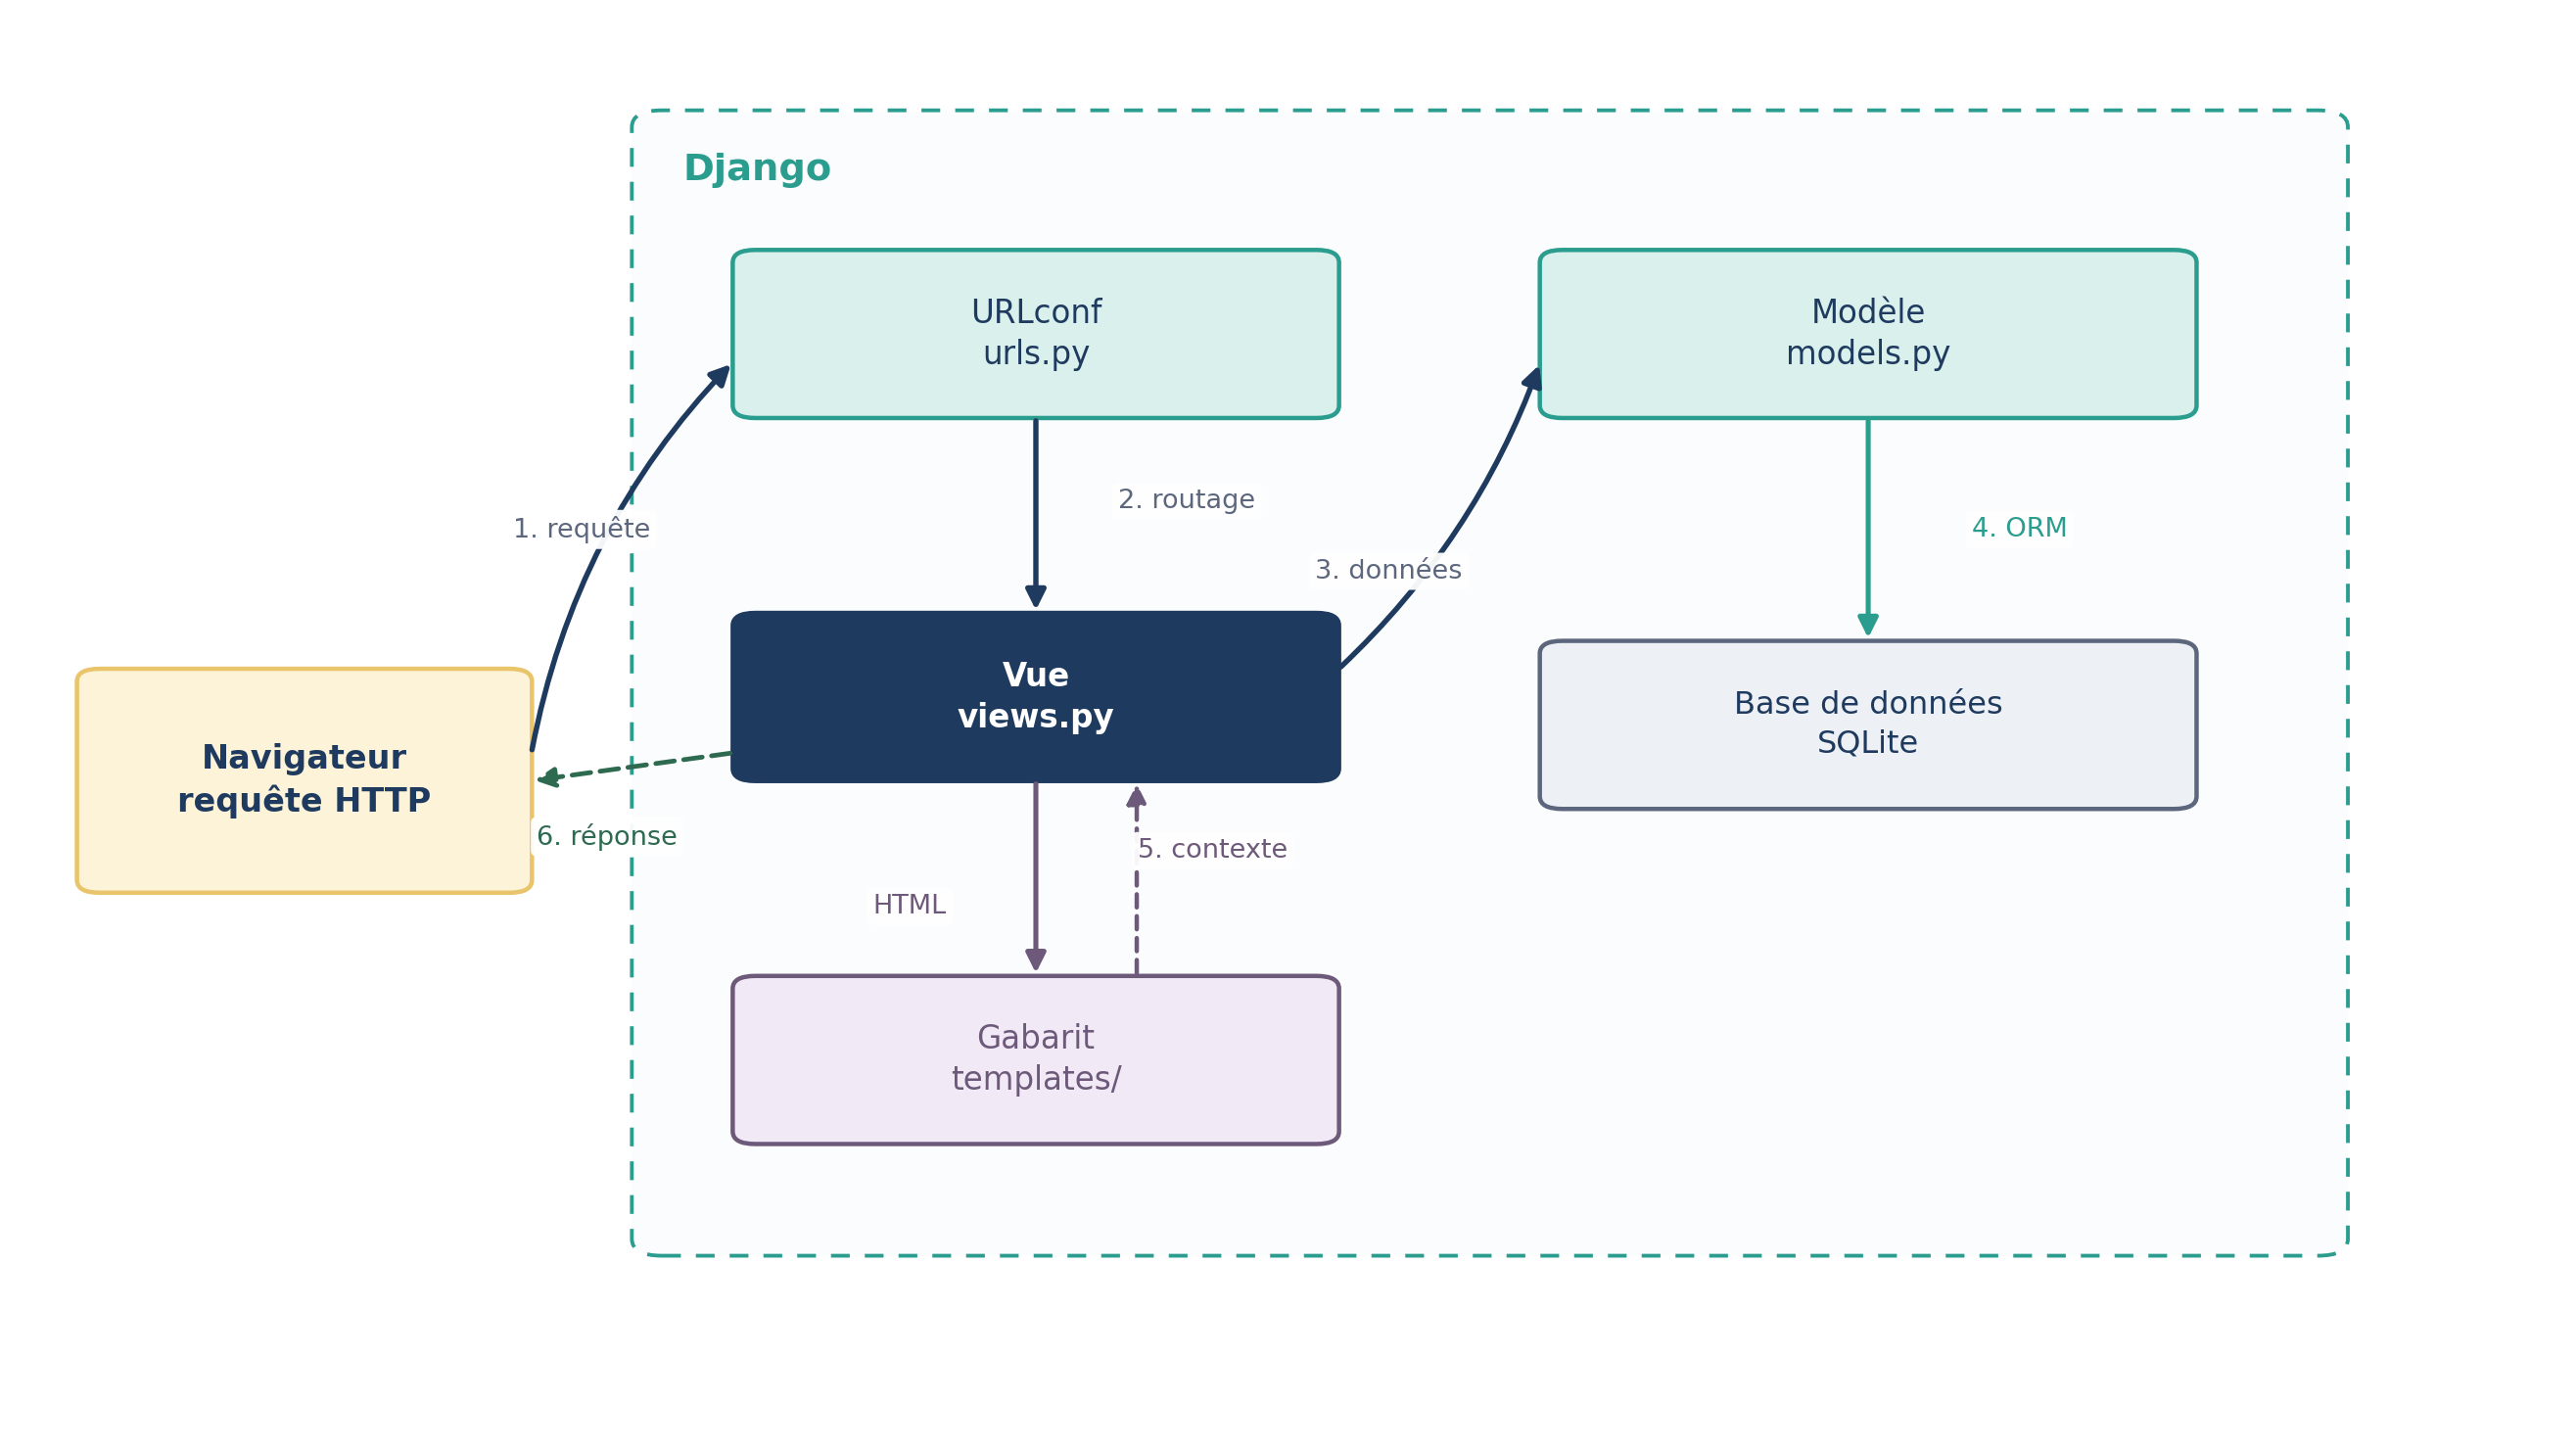 Django
URLconf
urls.py
Modèle
models.py
1. requête
2. routage
3. données
4. ORM
Vue
views.py
Base de données
SQLite
Navigateur
requête HTTP
6. réponse
5. contexte
HTML
Gabarit
templates/